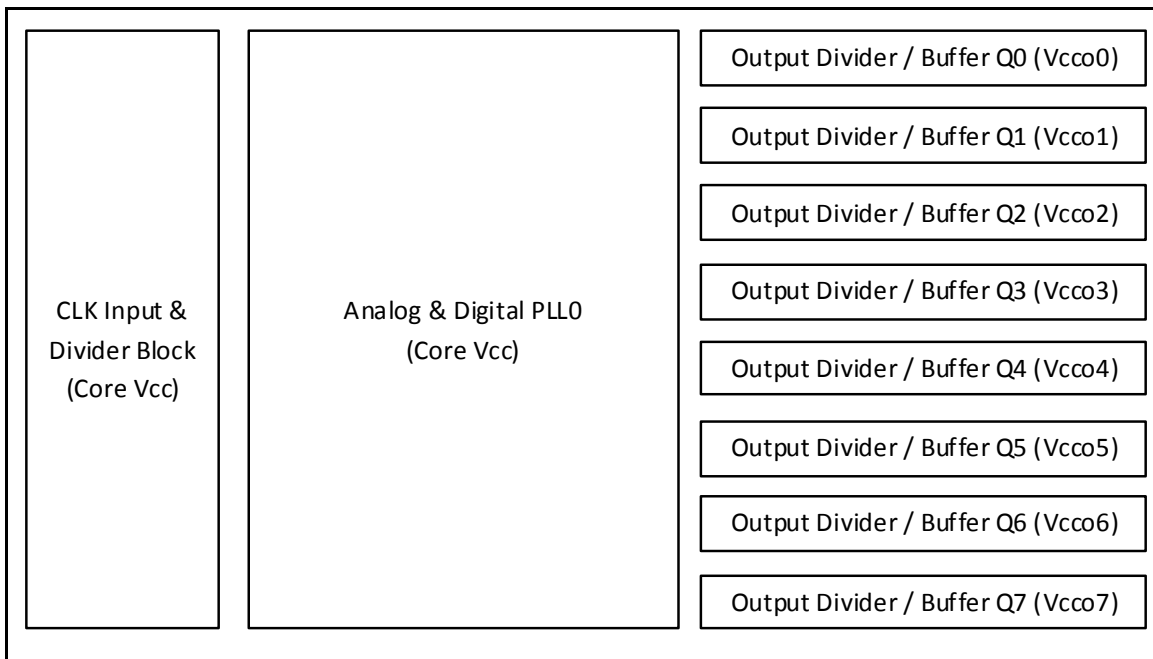 CLK Input &
Divider Block
(Core Vcc)
Analog & Digital PLL0
(Core Vcc)
Output Divider / Buffer Q0 (Vcco0)
Output Divider / Buffer Q1 (Vcco1)
Output Divider / Buffer Q2 (Vcco2)
Output Divider / Buffer Q3 (Vcco3)
Output Divider / Buffer Q4 (Vcco4)
Output Divider / Buffer Q5 (Vcco5)
Output Divider / Buffer Q6 (Vcco6)
Output Divider / Buffer Q7 (Vcco7)